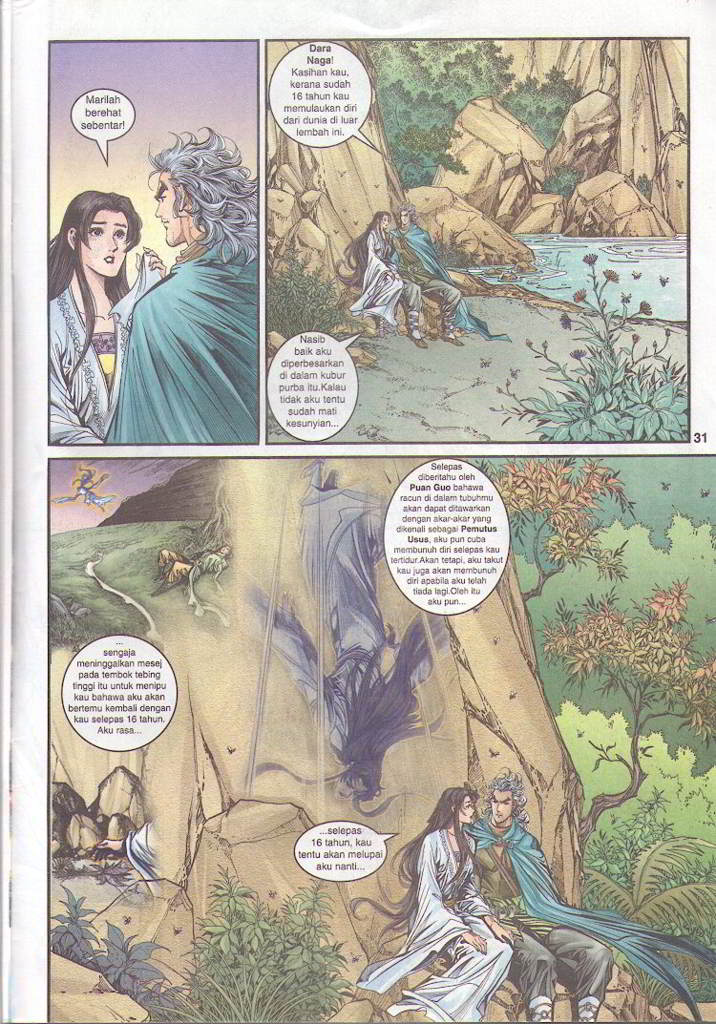 Marilah
berehat
sebentar!
Dara
Naga!
Kasihan kau,
kerana sudah
16 tahun kau
memulaukan diri
dari dunia di luar
lembah ini.
Nasib
baik aku
diperbesarkan
di dalam kubur
purba itu.Kalau
tidak aku tentu
sudah mati
kesunyian...
31
Selepas
diberitahu oleh
Puan Guo bahawa
racun di dalam tubuhmu
akan dapat ditawarkan
dengan akar-akar yang
dikenali sebagai Pemutus
Usus, aku pun cuba
membunuh diri selepas kau
tertidur.Akan tetapi, aku takut
kau juga akan membunuh
diri apabila aku telah
tiada lagi.Oleh itu
aku pun...
...
sengaja
meninggalkan mesej
pada tembok tebing
tinggi itu untuk menipu
kau bahawa aku akan
bertemu kembali dengan
kau selepas 16 tahun.
Aku rasa...
...selepas
16 tahun, kau
tentu akan melupai
aku nanti...